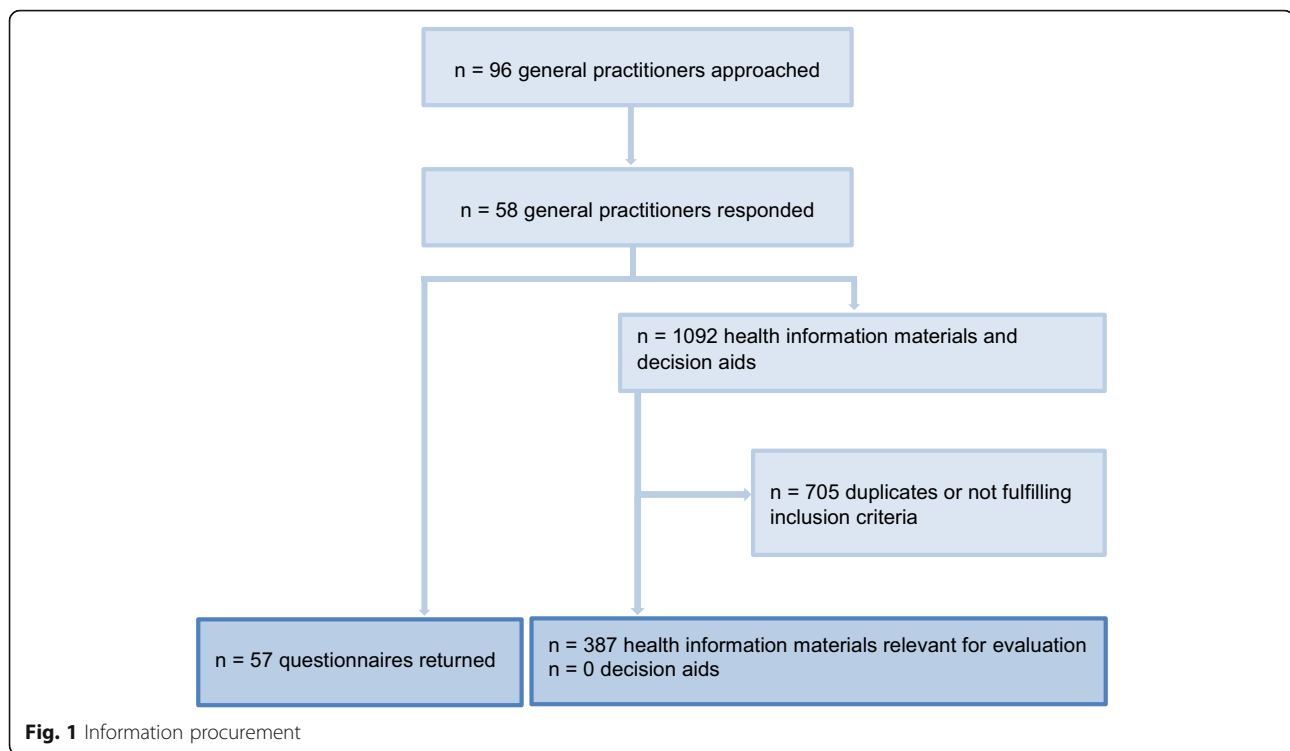 n = 96 general practitioners approached
n = 58 general practitioners responded
n = 1092 health information materials and
decision aids
n = 705 duplicates or not fulfilling
inclusion criteria
n = 57 questionnaires returned
n = 387 health information materials relevant for evaluation
n = 0 decision aids
Fig. 1 Information procurement